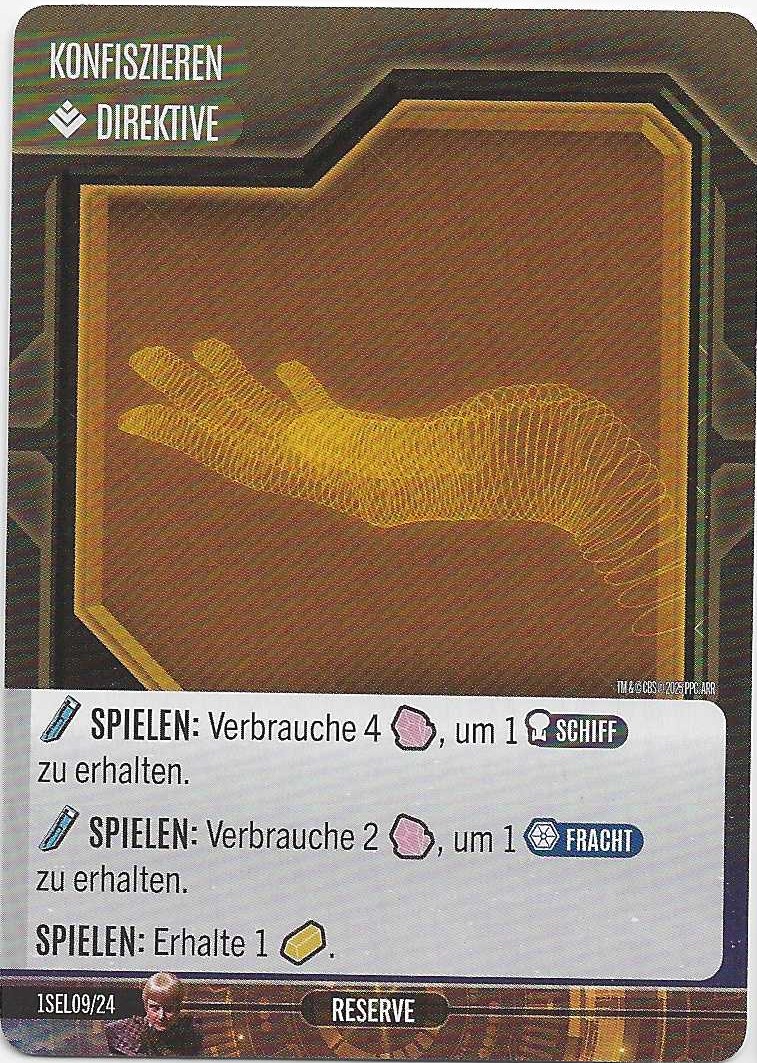 KONFISZIEREN
DIREKTIVE
TM & © CBS © 2025 PPC. ARR
SPIELEN: Verbrauche 4 , um 1 SCHIFF
zu erhalten.
SPIELEN: Verbrauche 2 , um 1 FRACHT
zu erhalten.
SPIELEN: Erhalte 1 .
1SEL09/24
RESERVE